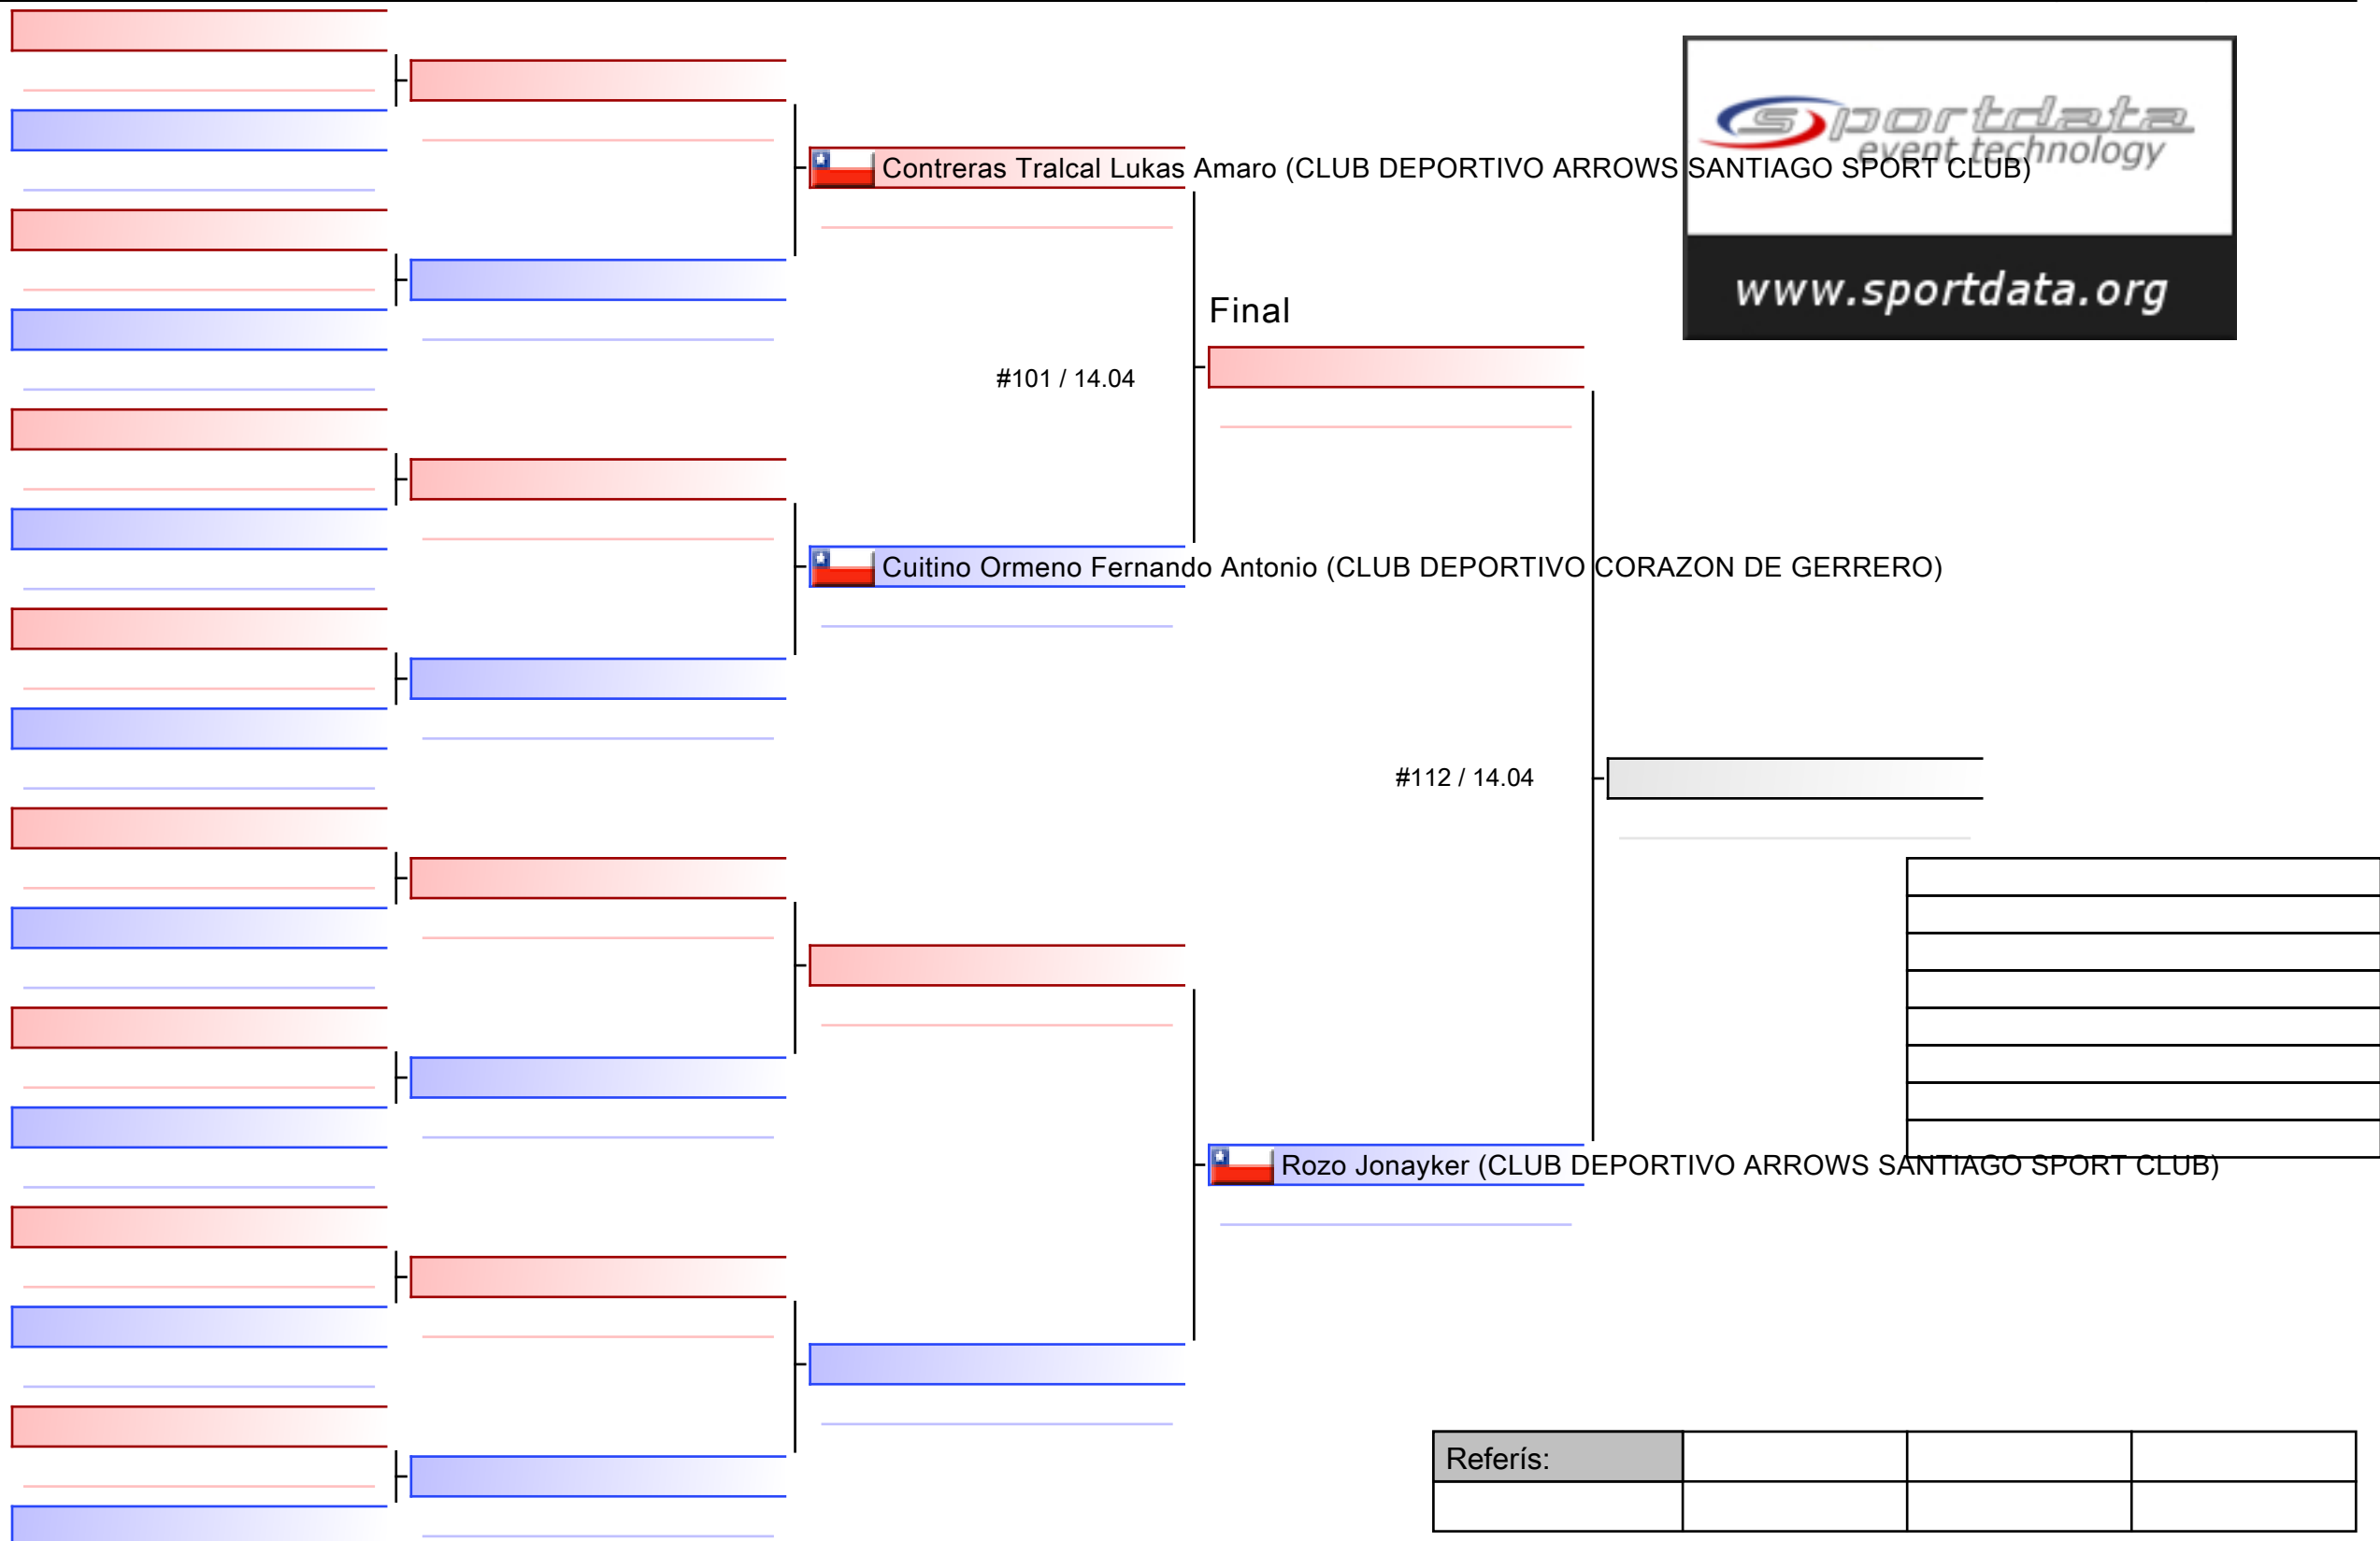 sportdata
event technology
Contreras Tralcal Lukas Amaro (CLUB DEPORTIVO ARROWS SANTIAGO SPORT CLUB)
www.sportdata.org
Final
#101 / 14.04
Cuitino Ormeno Fernando Antonio (CLUB DEPORTIVO CORAZON DE GERRERO)
#112 / 14.04
Rozo Jonayker (CLUB DEPORTIVO ARROWS SANTIAGO SPORT CLUB)
Referís: